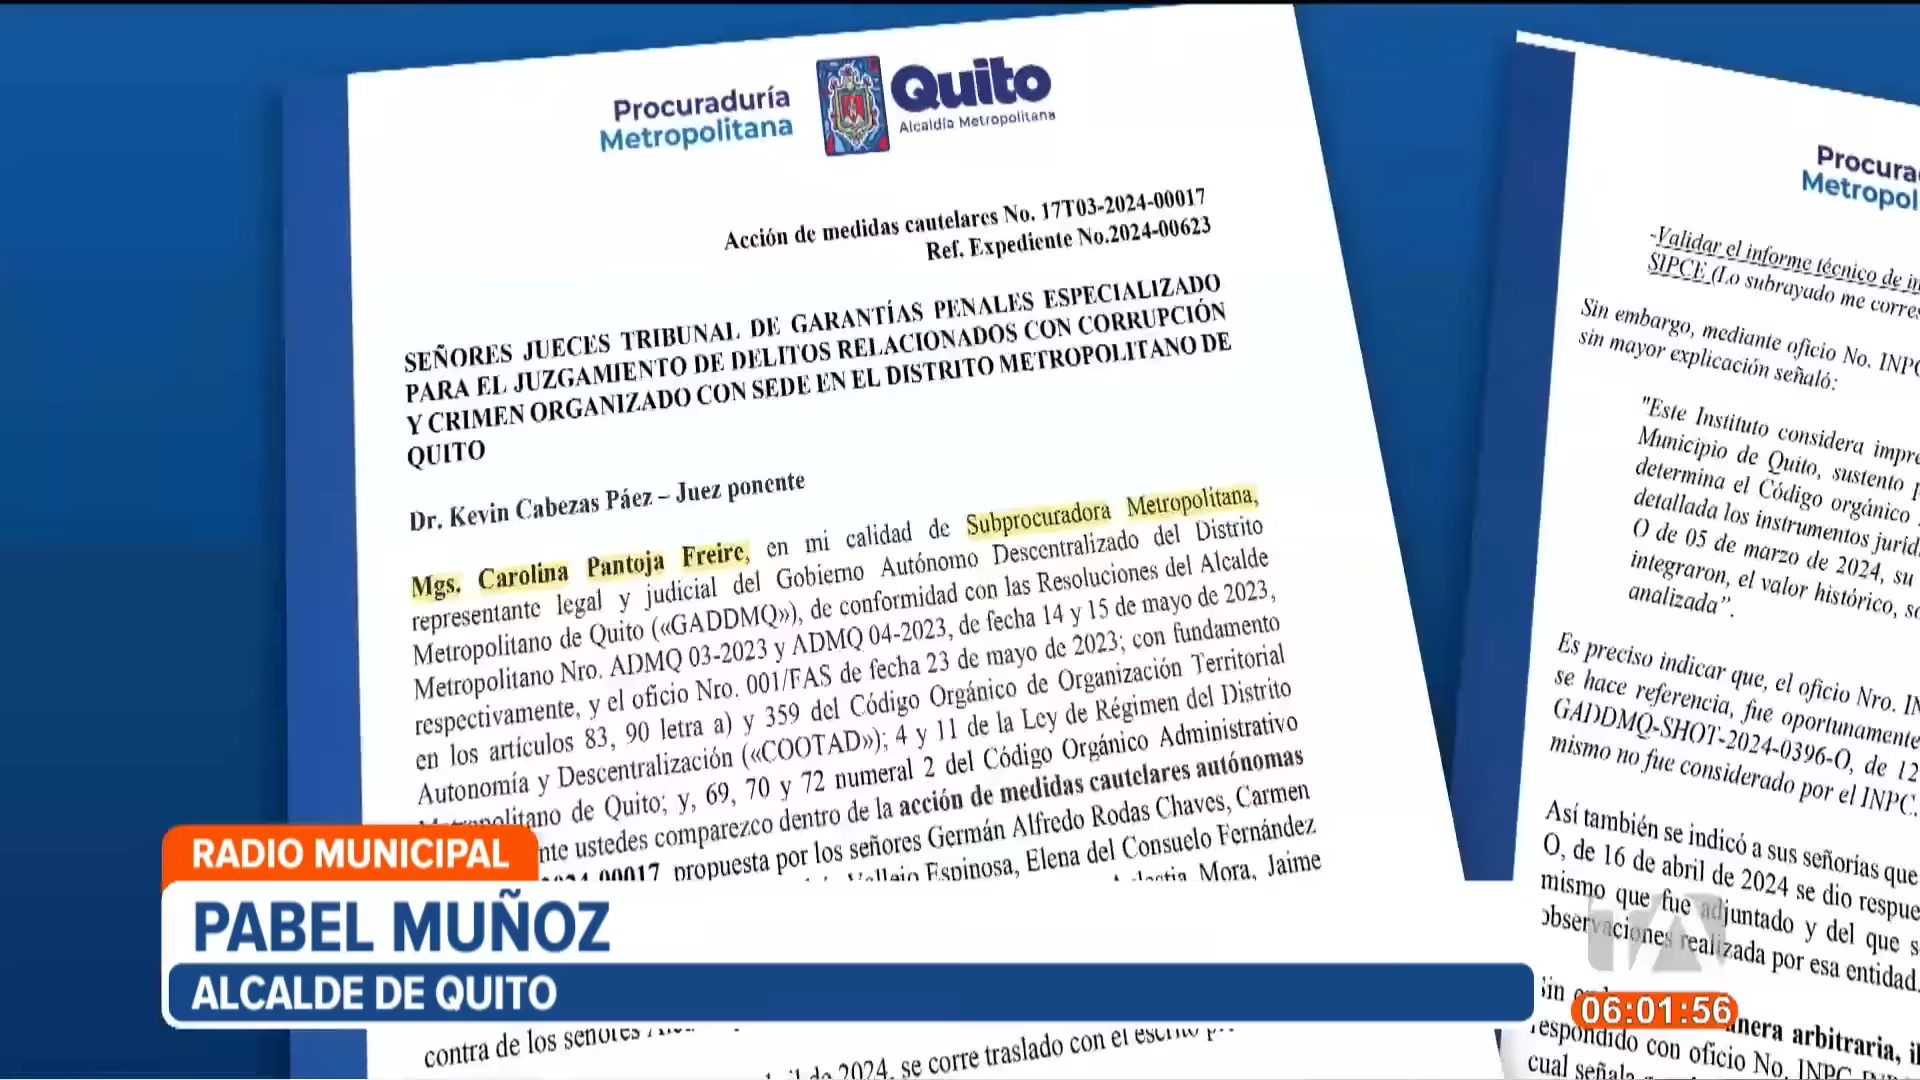 Procuraduría
Metropolitana
Quito
Alcaldía Metropolitana
Acción de medidas cautelares No. 17T03-2024-00017
Ref. Expediente No.2024-00623
SEÑORES JUECES TRIBUNAL DE GARANTÍAS PENALES ESPECIALIZADO
PARA EL JUZGAMIENTO DE DELITOS RELACIONADOS CON CORRUPCIÓN
Y CRIMEN ORGANIZADO CON SEDE EN EL DISTRITO METROPOLITANO DE
QUITO
Dr. Kevin Cabezas Páez – Juez ponente
Mgs. Carolina Pantoja Freire, en mi calidad de Subprocuradora Metropolitana,
representante legal y judicial del Gobierno Autónomo Descentralizado del Distrito
Metropolitano de Quito («GADDMQ»), de conformidad con las Resoluciones del Alcalde
Metropolitano Nro. ADMQ 03-2023 y ADMQ 04-2023, de fecha 14 y 15 de mayo de 2023,
respectivamente, y el oficio Nro. 001/FAS de fecha 23 de mayo de 2023; con fundamento
en los artículos 83, 90 letra a) y 359 del Código Orgánico de Organización Territorial
Autonomía y Descentralización («COOTAD»); 4 y 11 de la Ley de Régimen del Distrito
politano de Quito; y, 69, 70 y 72 numeral 2 del Código Orgánico Administrativo
nte ustedes comparezco dentro de la acción de medidas cautelares autónomas
00017, propuesta por los señores Germán Alfredo Rodas Chaves, Carmen
Vallejo Espinosa, Elena del Consuelo Fernández
Mora, Jaime
contra de los señores
2024, se corre traslado con el escrito
Procura
Metropol
-Validar el informe técnico de in
SIPCE (Lo subrayado me corres
Sin embargo, mediante oficio No. INPC
sin mayor explicación señaló:
"Este Instituto considera impre
Municipio de Quito, sustento
determina el Código orgánico
detallada los instrumentos juríd
O de 05 de marzo de 2024, su
integraron, el valor histórico, so
analizada”.
Es preciso indicar que, el oficio Nro. IN
se hace referencia, fue oportunamente
GADDMQ-SHOT-2024-0396-O, de 12
mismo no fue considerado por el INPC.
Así también se indicó a sus señorías que
O, de 16 de abril de 2024 se dio respue
mismo que fue adjuntado y del que s
observaciones realizada por esa entidad.
Sin
nera arbitraria, il
respondido con oficio No. INPC
cual señala
RADIO MUNICIPAL
PABEL MUÑOZ
ALCALDE DE QUITO
TA
06:01:56